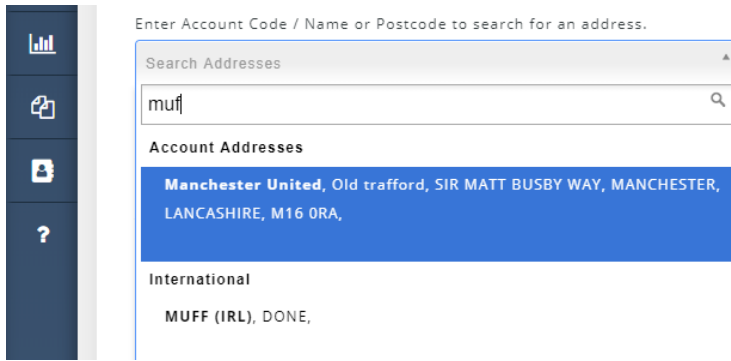 Enter Account Code / Name or Postcode to search for an address.
Search Addresses
muf
Account Addresses
Manchester United, Old trafford, SIR MATT BUSBY WAY, MANCHESTER,
LANCASHIRE, M16 0RA,
International
MUFF (IRL), DONE,
?